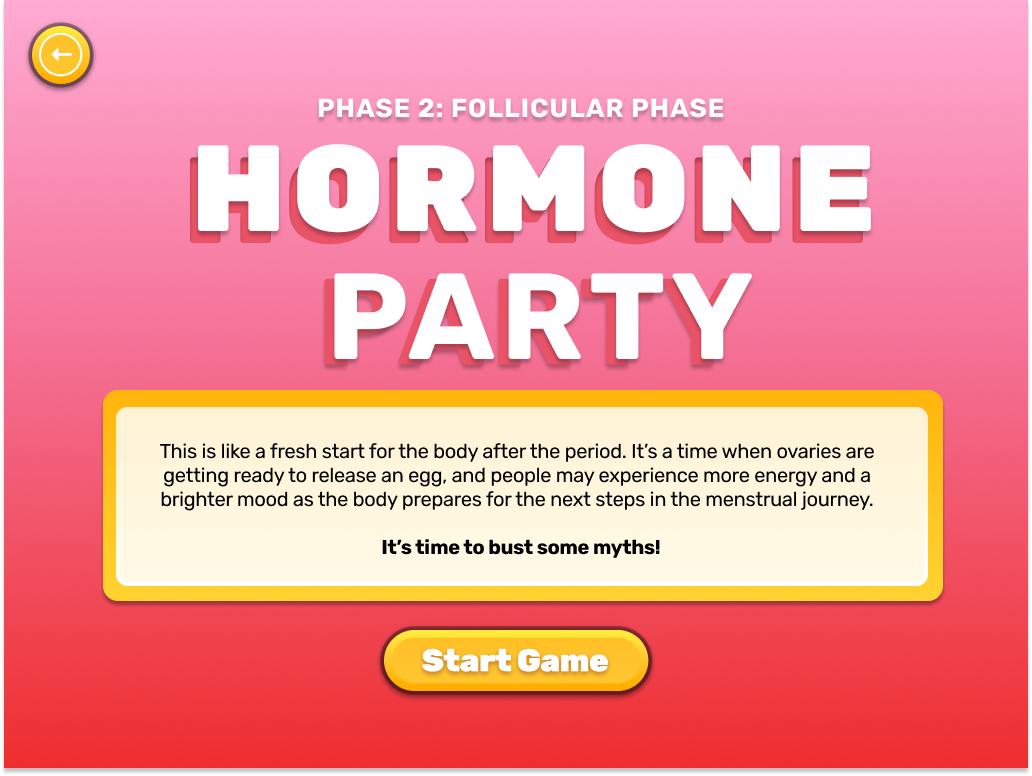 PHASE 2: FOLLICULAR PHASE
HORMONE
PARTY
This is like a fresh start for the body after the period. It’s a time when ovaries are
getting ready to release an egg, and people may experience more energy and a
brighter mood as the body prepares for the next steps in the menstrual journey.
It’s time to bust some myths!
Start Game